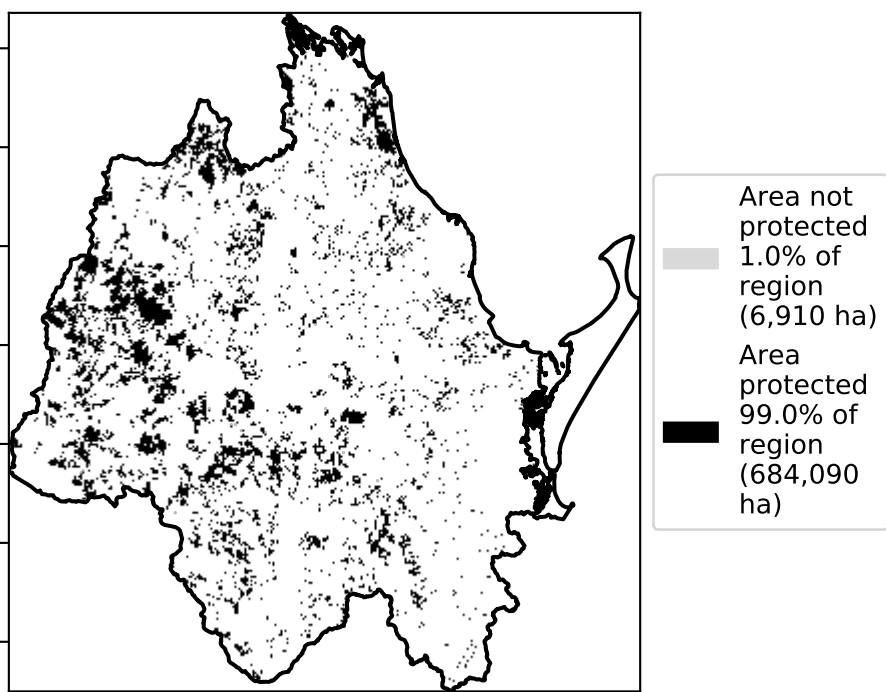 Area not
protected
1.0% of
region
(6,910 ha)
Area
protected
99.0% of
region
(684,090
ha)